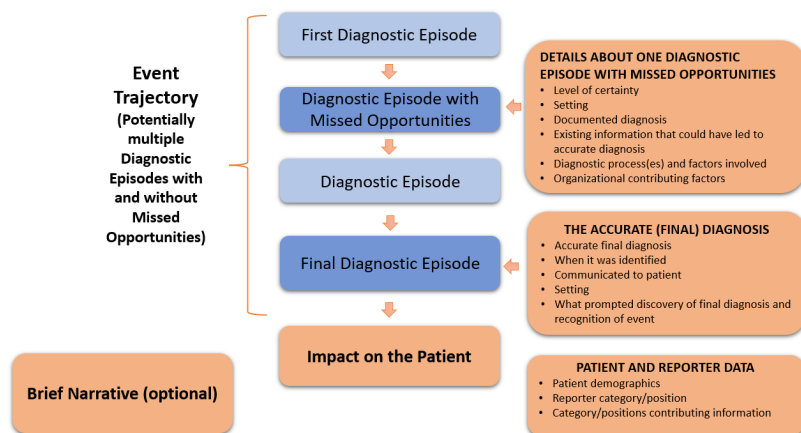 First Diagnostic Episode
Event
Trajectory
(Potentially
multiple
Diagnostic
Episodes with
and without
Missed
Opportunities)
Diagnostic Episode with
Missed Opportunities
Diagnostic Episode
Final Diagnostic Episode
Impact on the Patient
Brief Narrative (optional)
DETAILS ABOUT ONE DIAGNOSTIC
EPISODE WITH MISSED OPPORTUNITIES
• Level of certainty
• Setting
• Documented diagnosis
• Existing information that could have led to
accurate diagnosis
• Diagnostic process(es) and factors involved
• Organizational contributing factors
THE ACCURATE (FINAL) DIAGNOSIS
• Accurate final diagnosis
• When it was identified
• Communicated to patient
• Setting
• What prompted discovery of final diagnosis and
recognition of event
PATIENT AND REPORTER DATA
• Patient demographics
• Reporter category/position
• Category/positions contributing information